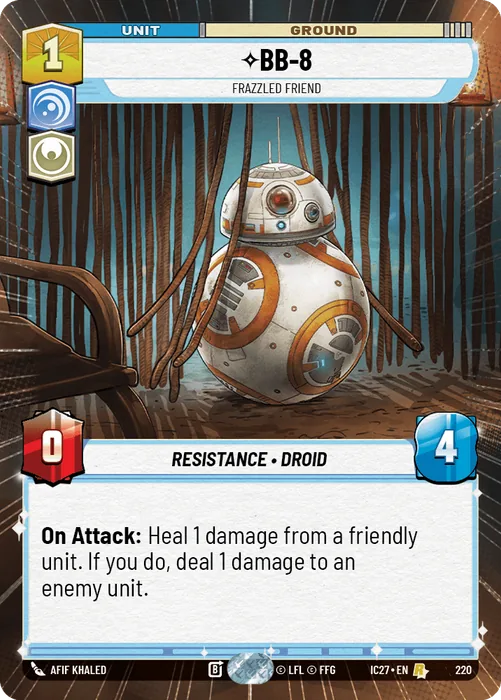 UNIT GROUND
1
✧BB-8
FRAZZLED FRIEND
0
RESISTANCE • DROID
4
On Attack: Heal 1 damage from a friendly
unit. If you do, deal 1 damage to an
enemy unit.
AFIF KHALED B © LFL © FFG IC27 • EN R 220